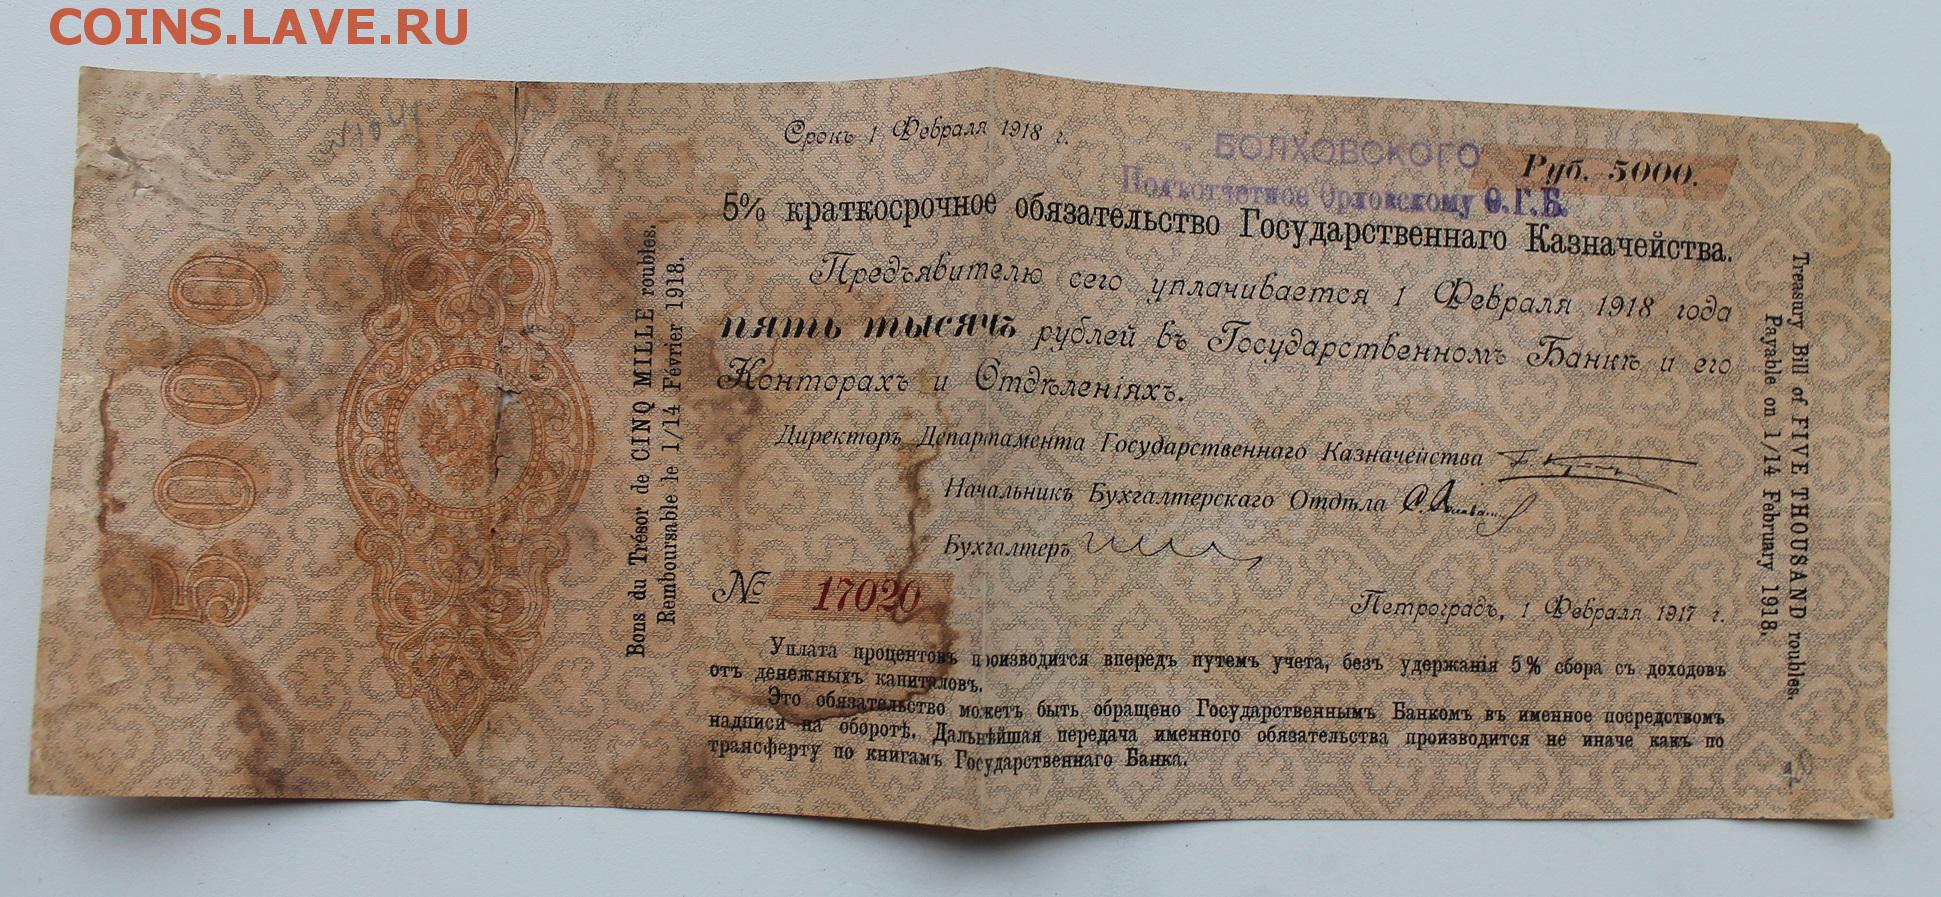 COINS.LAVE.RU
5000
Bons du Trésor de CINQ MILLE roubles.
Remboursable le 1/14 Février 1918.
Срокъ 1 Февраля 1918 г.
БОЛХОВСКОГО
Руб. 5000.
Подъотчетное Орловскому О.Г.Б.
5% краткосрочное обязательство Государственнаго Казначейства.
Предъявителю сего уплачивается 1 Февраля 1918 года
пять тысячъ рублей въ Государственномъ Банкѣ и его
Конторахъ и Отдѣленіяхъ.
Директоръ Департамента Государственнаго Казначейства
Начальникъ Бухгалтерскаго Отдѣла
Бухгалтеръ
№ 17020
Петроградъ, 1 Февраля 1917 г.
Уплата процентовъ производится впередъ путемъ учета, безъ удержанія 5% сбора съ доходовъ
отъ денежныхъ капиталовъ.
Это обязательство можетъ быть обращено Государственнымъ Банкомъ въ именное посредствомъ
надписи на оборотѣ. Дальнѣйшая передача именного обязательства производится не иначе какъ по
трансферту по книгамъ Государственнаго Банка.
Treasury Bill of FIVE THOUSAND roubles.
Payable on 1/14 February 1918.